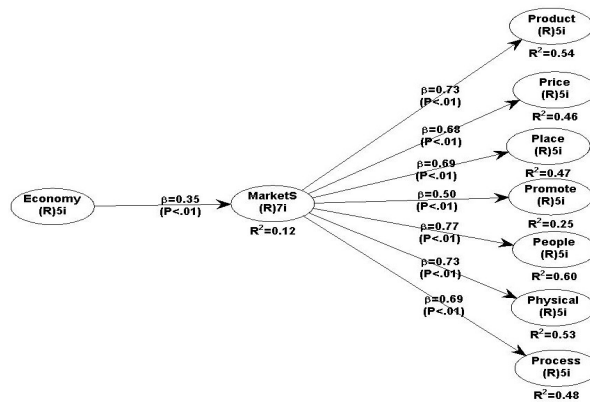 Product
(R)5i
R²=0.54
β=0.73
(P<.01)
Price
(R)5i
R²=0.46
β=0.68
(P<.01)
Place
(R)5i
R²=0.47
β=0.69
(P<.01)
Economy
(R)5i
β=0.35
(P<.01)
MarketS
(R)7i
R²=0.12
β=0.50
(P<.01)
Promote
(R)5i
R²=0.25
β=0.77
(P<.01)
People
(R)5i
R²=0.60
β=0.73
(P<.01)
Physical
(R)5i
R²=0.53
β=0.69
(P<.01)
Process
(R)5i
R²=0.48